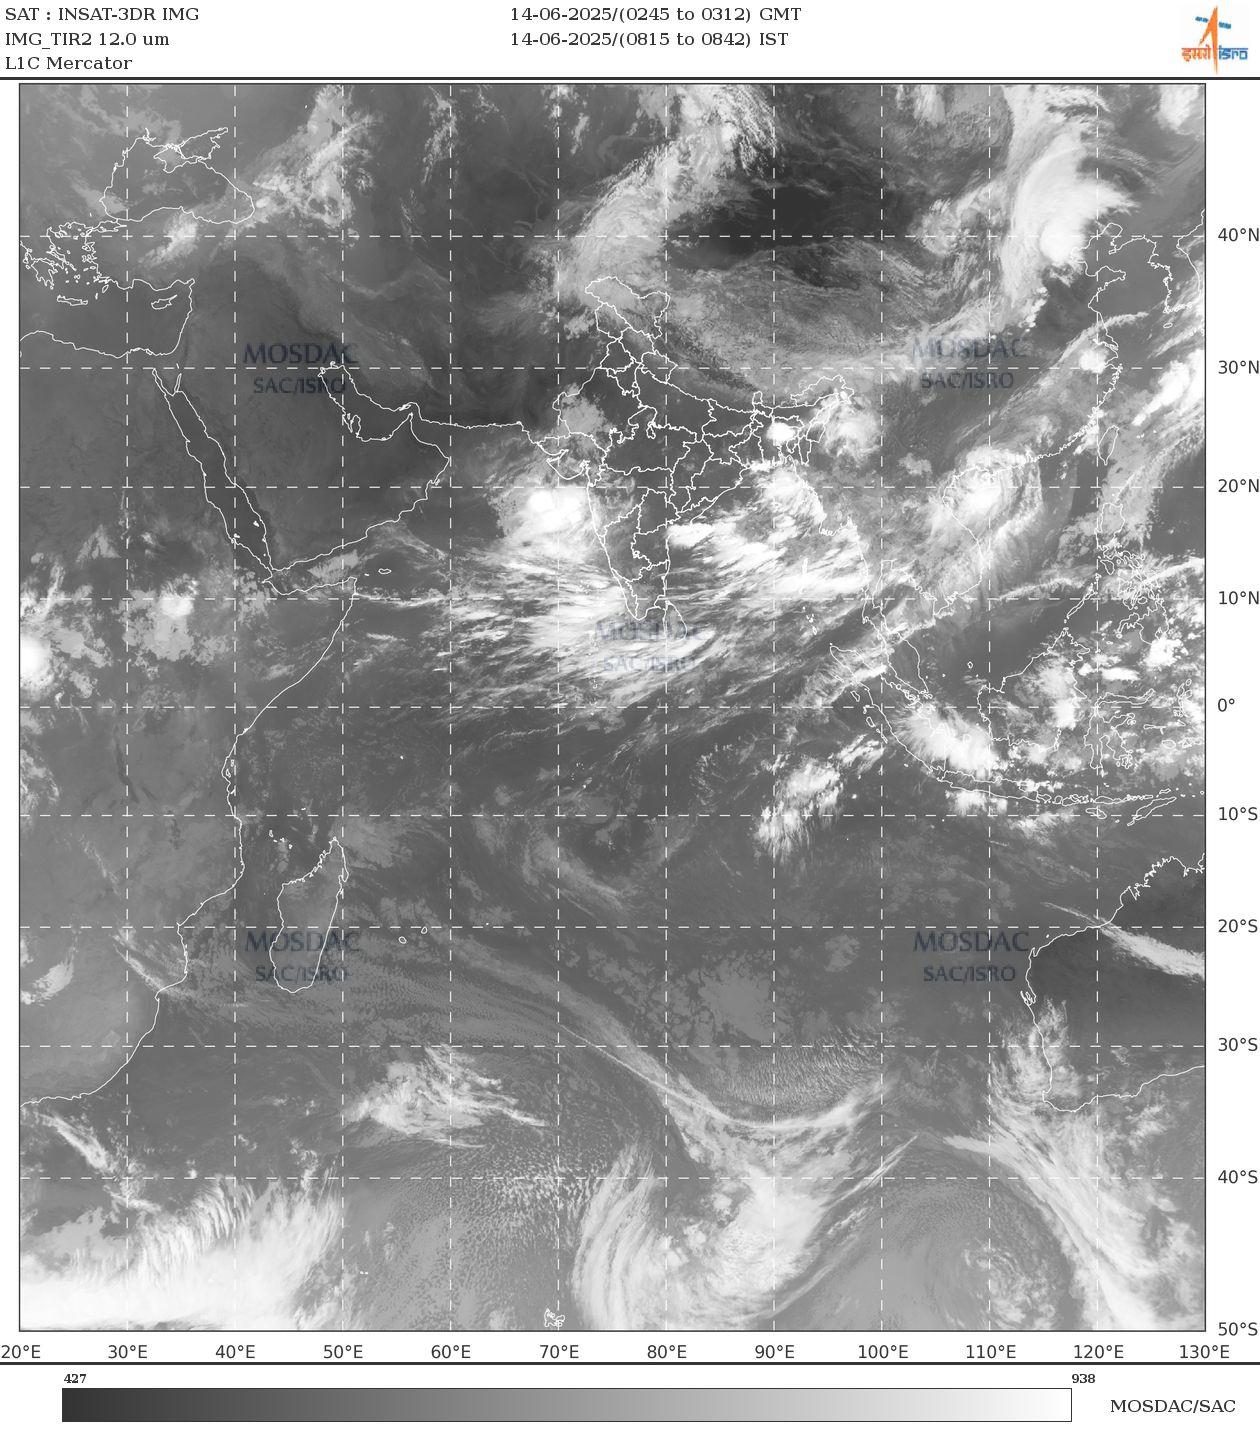 SAT : INSAT-3DR IMG
14-06-2025/(0245 to 0312) GMT
IMG_TIR2 12.0 um
14-06-2025/(0815 to 0842) IST
L1C Mercator
इसरो isro
40°N
MOSDAC
SAC/ISRO
MOSDAC
SAC/ISRO
30°N
20°N
10°N
MOSDAC
SAC/ISRO
0°
10°S
20°S
MOSDAC
SAC/ISRO
MOSDAC
SAC/ISRO
30°S
40°S
50°S
20°E 30°E 40°E 50°E 60°E 70°E 80°E 90°E 100°E 110°E 120°E 130°E
427
938
MOSDAC/SAC